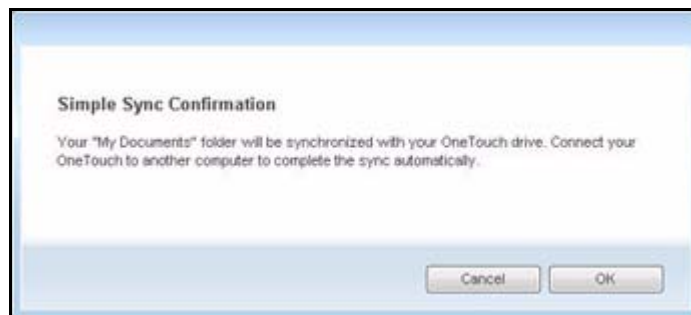 Simple Sync Confirmation
Your "My Documents" folder will be synchronized with your OneTouch drive. Connect your
OneTouch to another computer to complete the sync automatically.
Cancel
OK